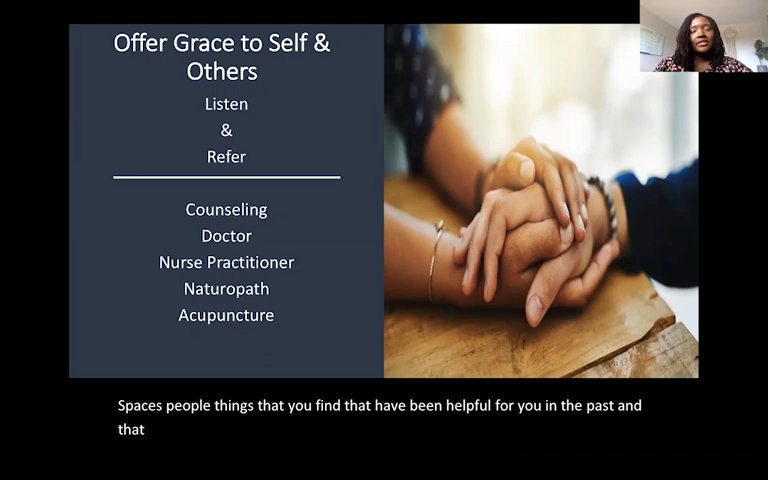 Offer Grace to Self &
Others
Listen
&
Refer
Counseling
Doctor
Nurse Practitioner
Naturopath
Acupuncture
Spaces people things that you find that have been helpful for you in the past and
that